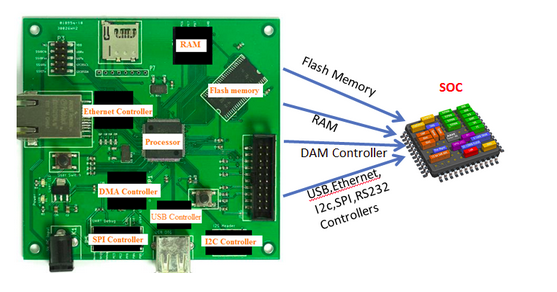 RAM
Flash memory
Ethernet Controller
Processor
DMA Controller
USB Controller
SPI Controller
I2C Controller
Flash Memory
RAM
DAM Controller
USB,Ethernet,
I2c,SPI,RS232
Controllers
SOC